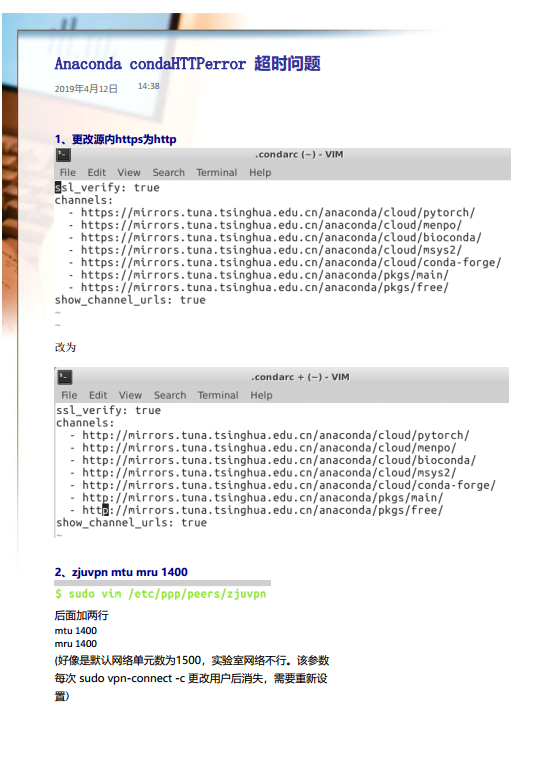 Anaconda condaHTTPerror 超时问题
2019年4月12日 14:38
1、更改源内https为http
.condarc (~) - VIM
File Edit View Search Terminal Help
ssl_verify: true
channels:
- https://mirrors.tuna.tsinghua.edu.cn/anaconda/cloud/pytorch/
- https://mirrors.tuna.tsinghua.edu.cn/anaconda/cloud/menpo/
- https://mirrors.tuna.tsinghua.edu.cn/anaconda/cloud/bioconda/
- https://mirrors.tuna.tsinghua.edu.cn/anaconda/cloud/msys2/
- https://mirrors.tuna.tsinghua.edu.cn/anaconda/cloud/conda-forge/
- https://mirrors.tuna.tsinghua.edu.cn/anaconda/pkgs/main/
- https://mirrors.tuna.tsinghua.edu.cn/anaconda/pkgs/free/
show_channel_urls: true
~
~
改为
.condarc + (~) - VIM
File Edit View Search Terminal Help
ssl_verify: true
channels:
- http://mirrors.tuna.tsinghua.edu.cn/anaconda/cloud/pytorch/
- http://mirrors.tuna.tsinghua.edu.cn/anaconda/cloud/menpo/
- http://mirrors.tuna.tsinghua.edu.cn/anaconda/cloud/bioconda/
- http://mirrors.tuna.tsinghua.edu.cn/anaconda/cloud/msys2/
- http://mirrors.tuna.tsinghua.edu.cn/anaconda/cloud/conda-forge/
- http://mirrors.tuna.tsinghua.edu.cn/anaconda/pkgs/main/
- http://mirrors.tuna.tsinghua.edu.cn/anaconda/pkgs/free/
show_channel_urls: true
~
2、zjuvpn mtu mru 1400
$ sudo vim /etc/ppp/peers/zjuvpn
后面加两行
mtu 1400
mru 1400
(好像是默认网络单元数为1500，实验室网络不行。该参数
每次 sudo vpn-connect -c 更改用户后消失，需要重新设
置)